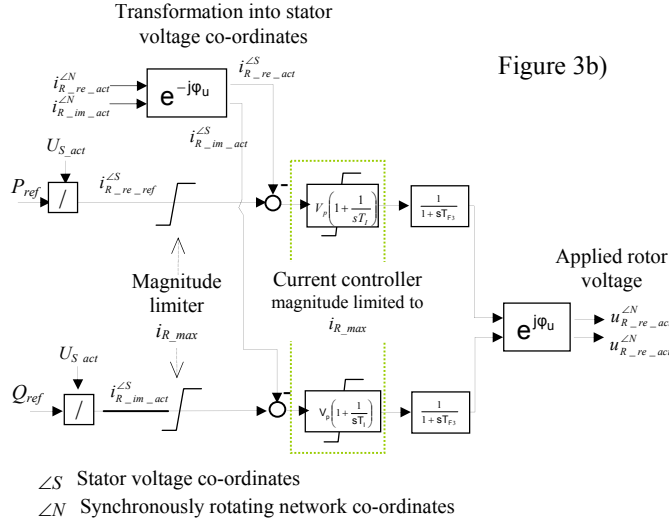 Transformation into stator
voltage co-ordinates
Figure 3b)
i_{R_re_act}^{∠N}
i_{R_im_act}^{∠N}
e^{-jφ_u}
i_{R_re_act}^{∠S}
i_{R_im_act}^{∠S}
U_{S_act}
P_{ref}
/
i_{R_re_ref}^{∠S}
-
V_p(1+1/sT_I)
1/1+sT_{F3}
Magnitude
limiter
i_{R_max}
Current controller
magnitude limited to
i_{R_max}
Applied rotor
voltage
e^{jφ_u}
u_{R_re_act}^{∠N}
u_{R_re_act}^{∠N}
U_{S_act}
Q_{ref}
/
i_{R_im_act}^{∠S}
-
V_p(1+1/sT_I)
1/1+sT_{F3}
∠S Stator voltage co-ordinates
∠N Synchronously rotating network co-ordinates